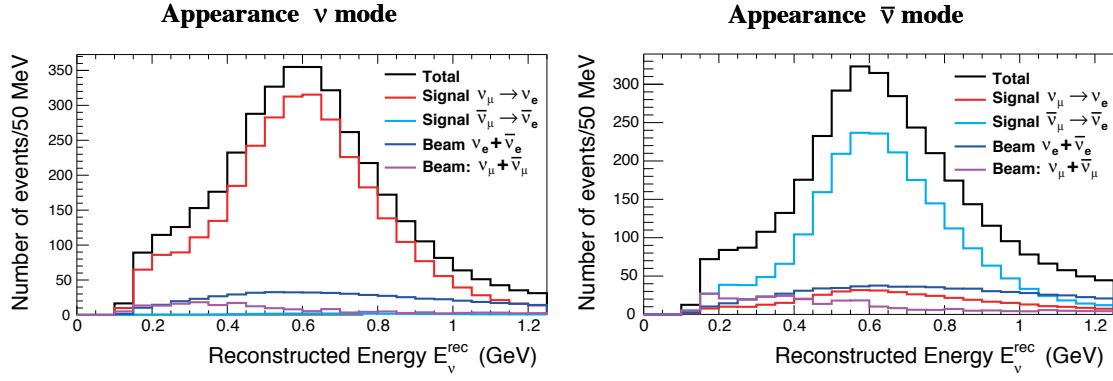 Appearance ν mode
Number of events/50 MeV
350
300
250
200
150
100
50
0
0 0.2 0.4 0.6 0.8 1 1.2
Reconstructed Energy E_ν^rec (GeV)
Total
Signal ν_μ → ν_e
Signal ν̄_μ → ν̄_e
Beam ν_e + ν̄_e
Beam: ν_μ + ν̄_μ
Appearance ν̄ mode
Number of events/50 MeV
300
250
200
150
100
50
0
0 0.2 0.4 0.6 0.8 1 1.2
Reconstructed Energy E_ν^rec (GeV)
Total
Signal ν_μ → ν_e
Signal ν̄_μ → ν̄_e
Beam ν_e + ν̄_e
Beam: ν_μ + ν̄_μ